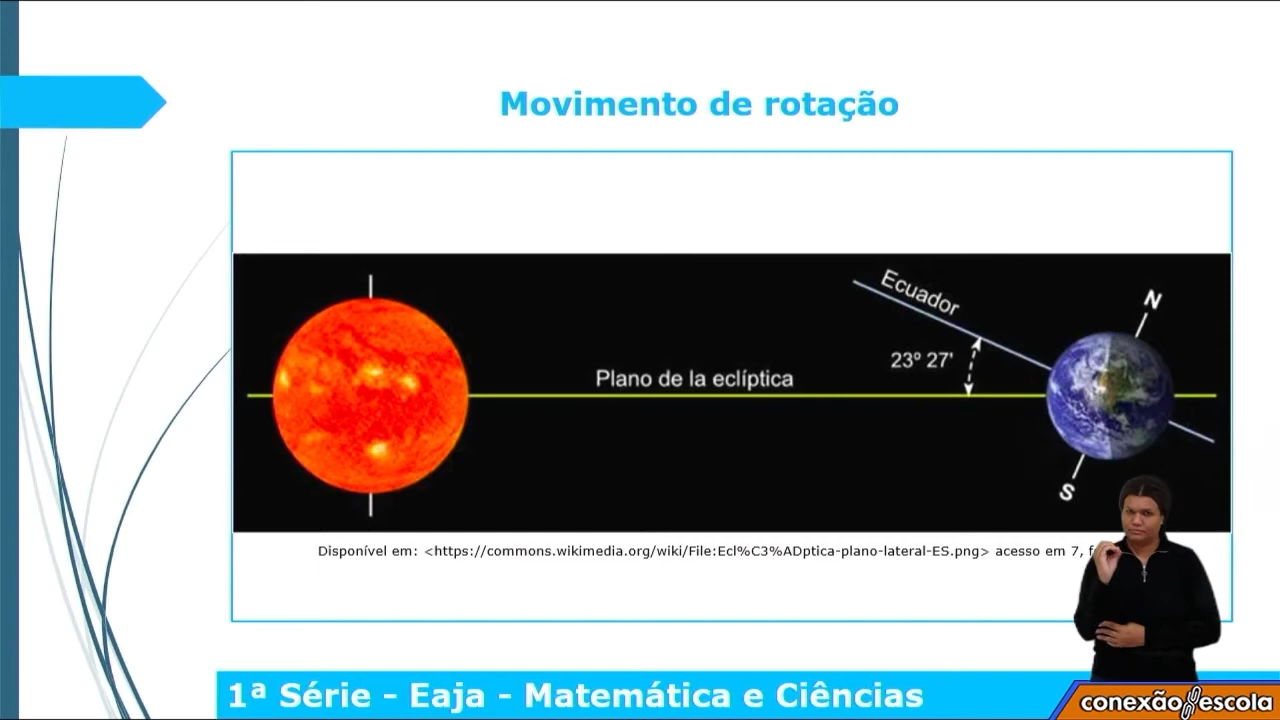 Movimento de rotação
Ecuador
N
23º 27'
Plano de la eclíptica
S
Disponível em: <https://commons.wikimedia.org/wiki/File:Ecl%C3%ADptica-plano-lateral-ES.png> acesso em 7,
1ª Série - Eaja - Matemática e Ciências
conexão escola